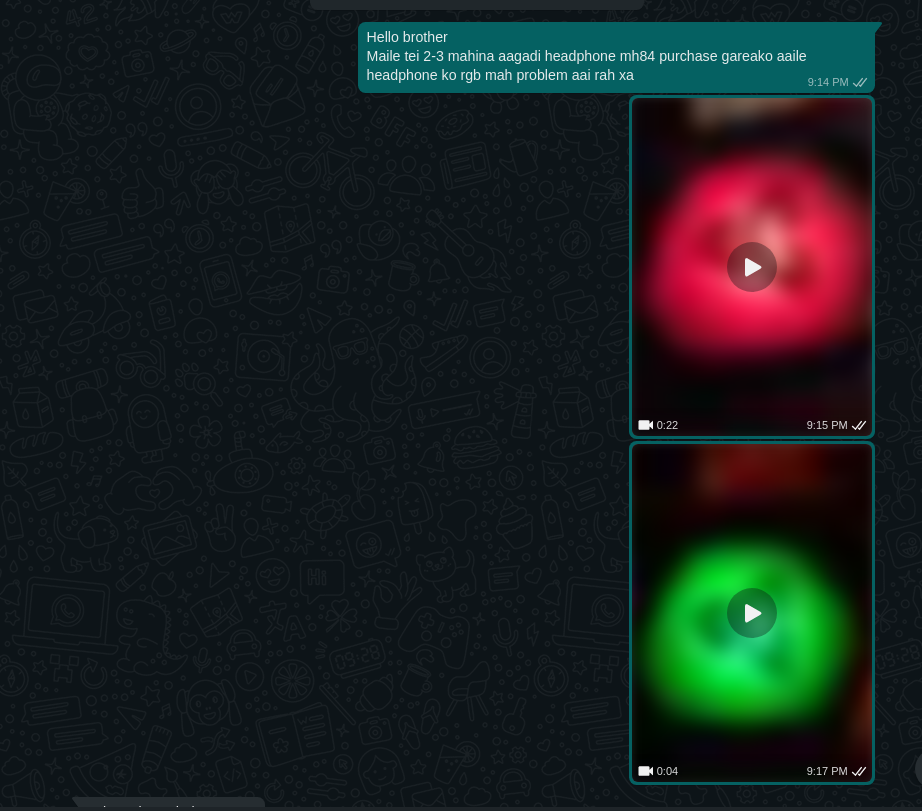 Hello brother
Maile tei 2-3 mahina aagadi headphone mh84 purchase gareako aaile
headphone ko rgb mah problem aai rah xa
9:14 PM
0:22
9:15 PM
0:04
9:17 PM